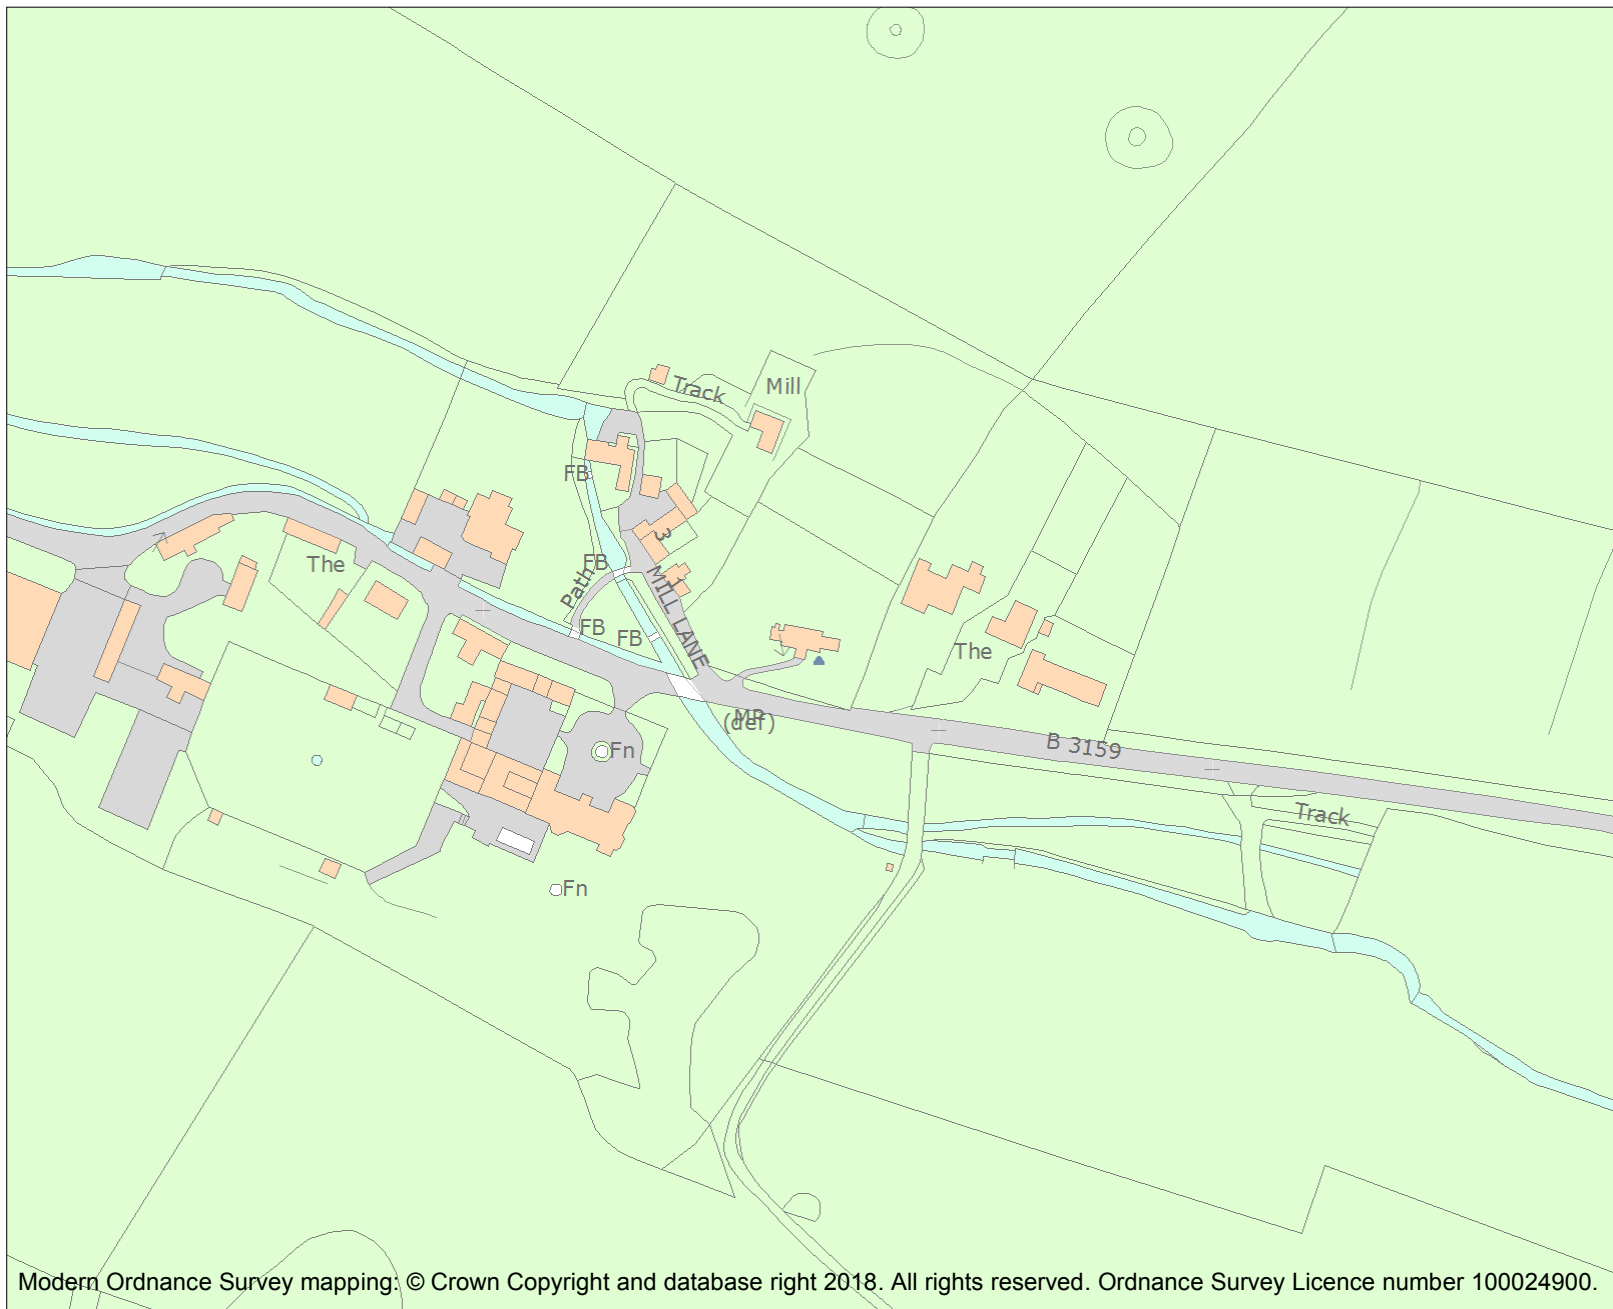 Track
Mill
FB
3
FB
The
Path
1
MILL LANE
FB
FB
The
MP
(def)
B 3159
Fn
Track
Fn
Modern Ordnance Survey mapping: © Crown Copyright and database right 2018. All rights reserved. Ordnance Survey Licence number 100024900.